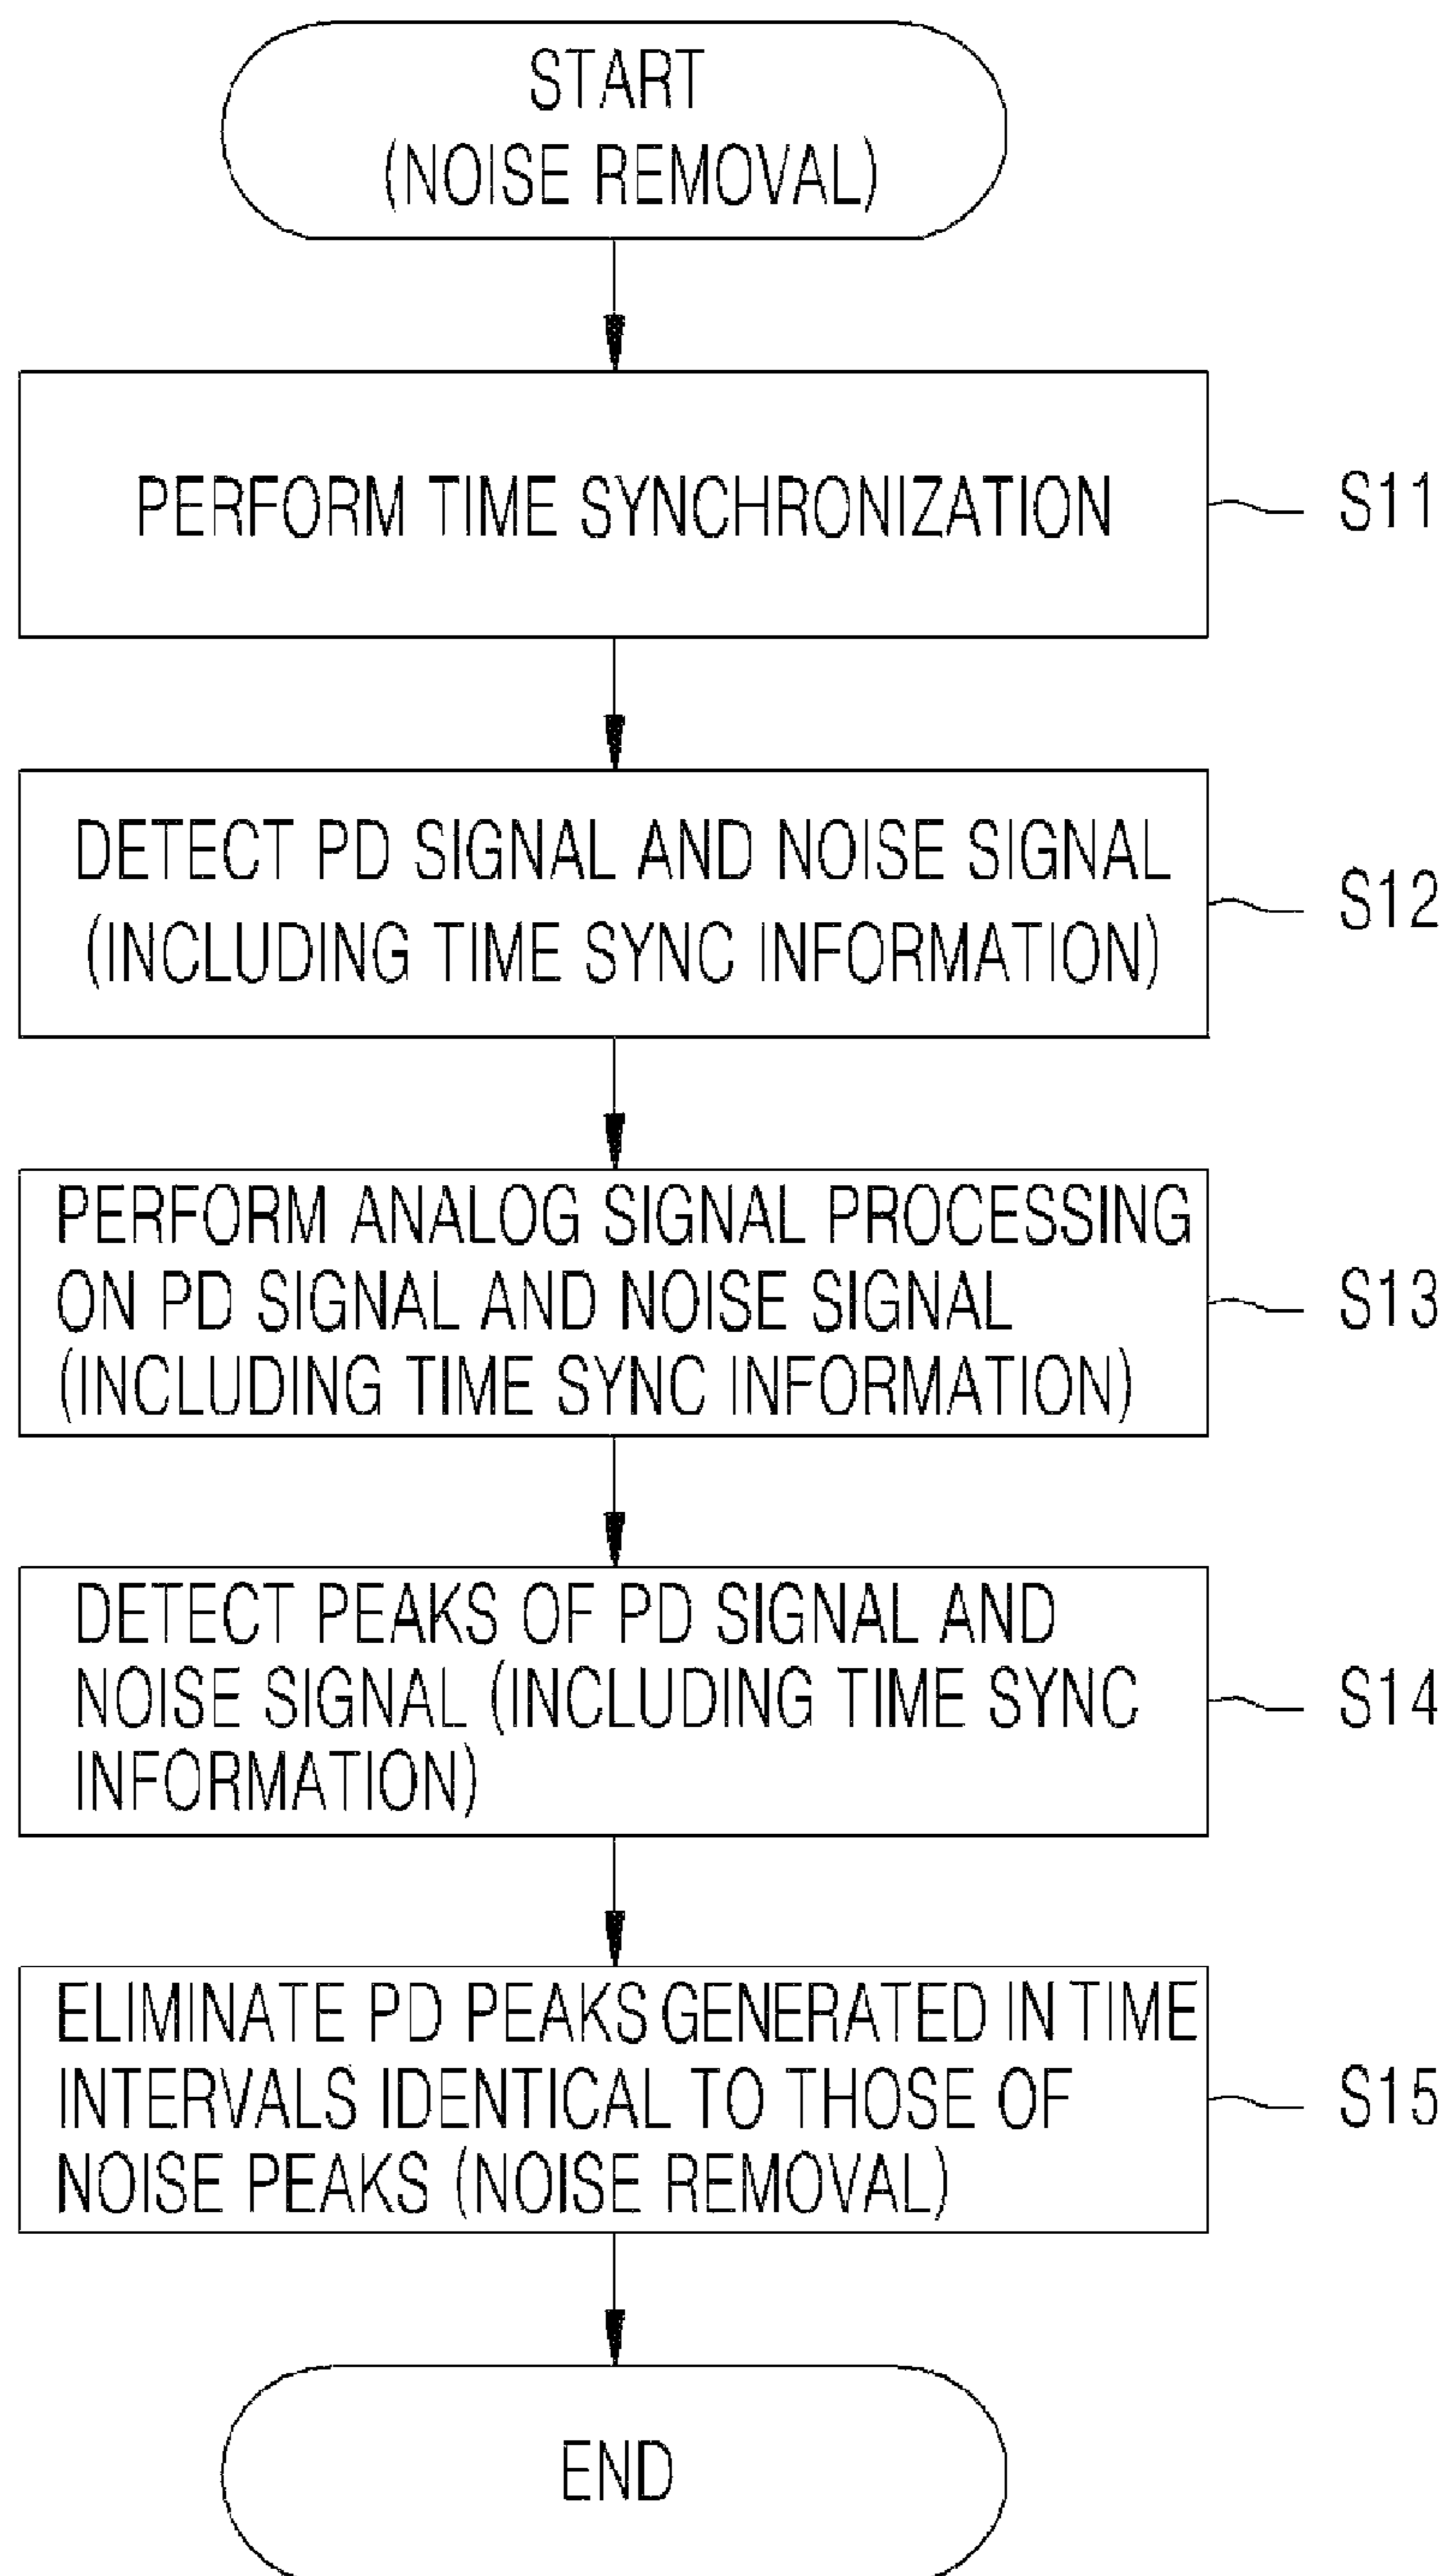 START
(NOISE REMOVAL)
PERFORM TIME SYNCHRONIZATION
S11
DETECT PD SIGNAL AND NOISE SIGNAL
(INCLUDING TIME SYNC INFORMATION)
S12
PERFORM ANALOG SIGNAL PROCESSING
ON PD SIGNAL AND NOISE SIGNAL
(INCLUDING TIME SYNC INFORMATION)
S13
DETECT PEAKS OF PD SIGNAL AND
NOISE SIGNAL (INCLUDING TIME SYNC
INFORMATION)
S14
ELIMINATE PD PEAKS GENERATED IN TIME
INTERVALS IDENTICAL TO THOSE OF
NOISE PEAKS (NOISE REMOVAL)
S15
END